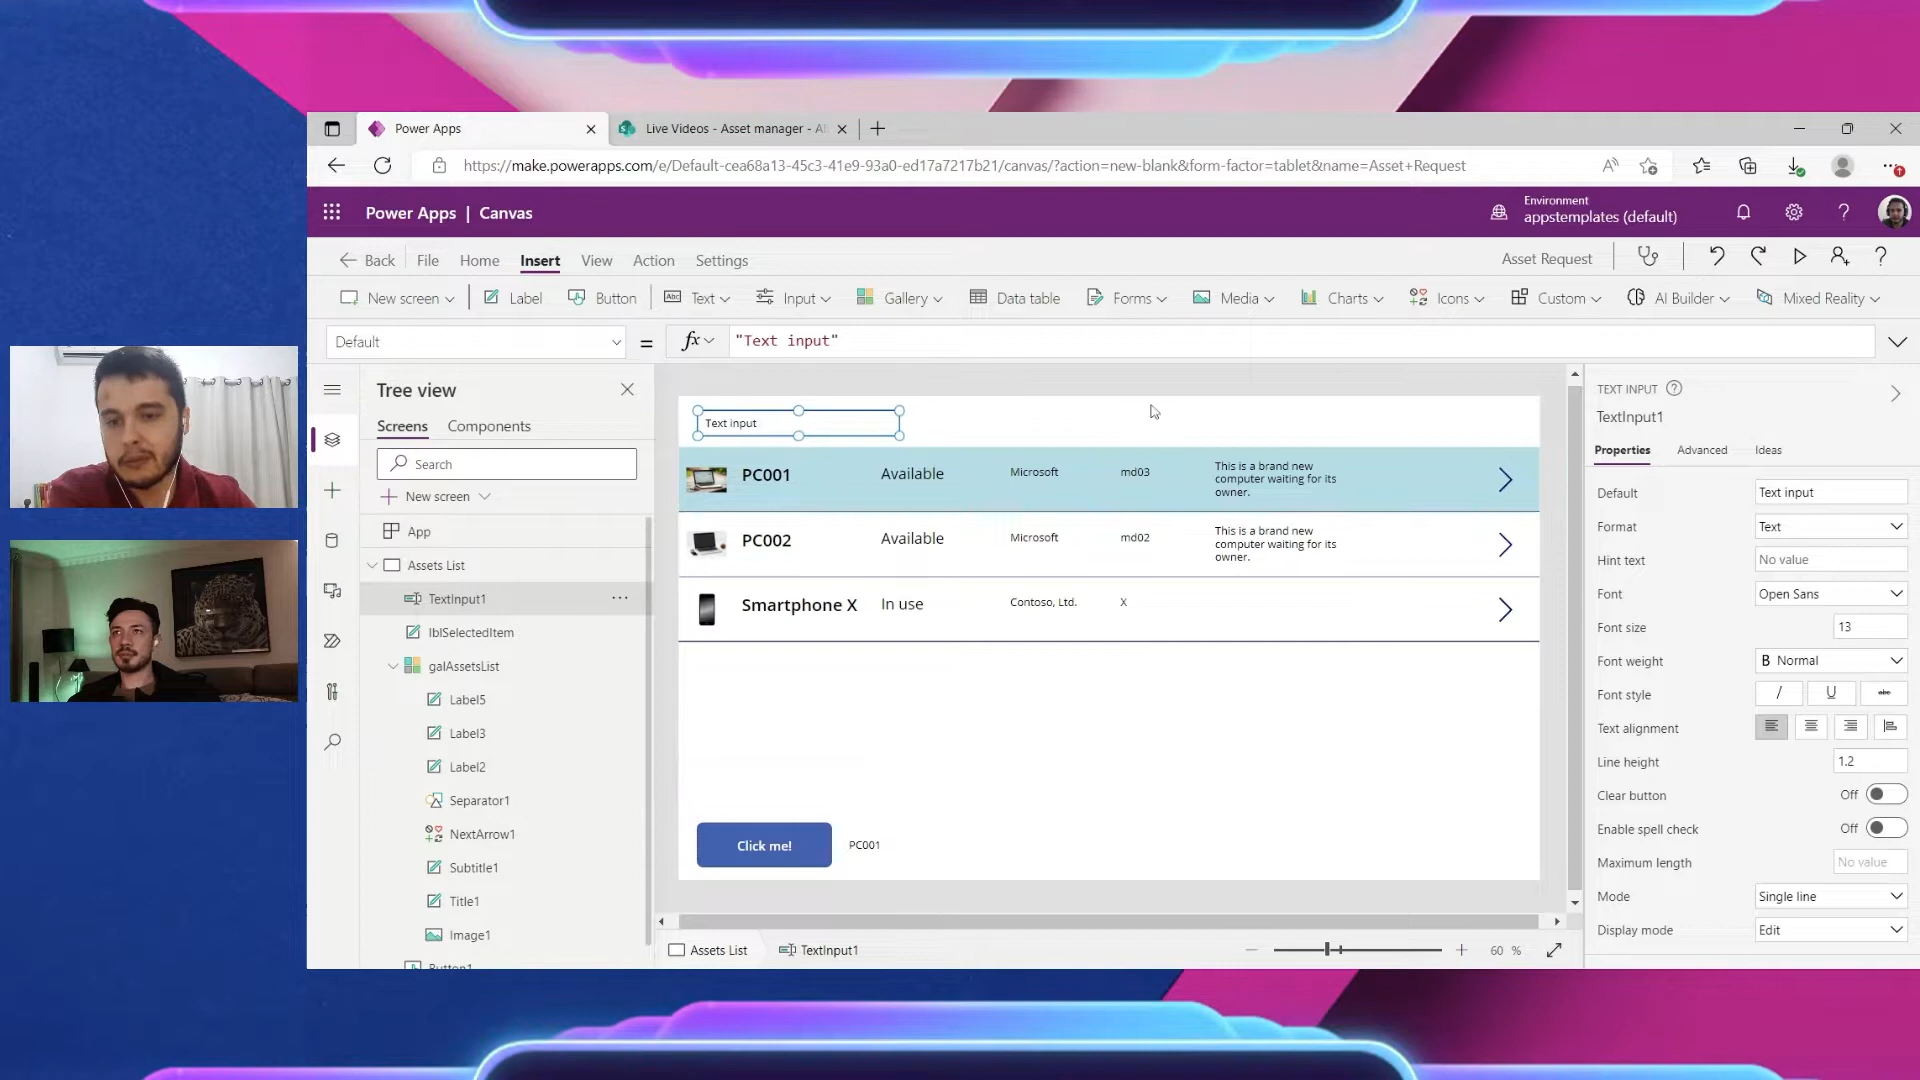 Power Apps
Live Videos - Asset manager - A
https://make.powerapps.com/e/Default-cea68a13-45c3-41e9-93a0-ed17a7217b21/canvas/?action=new-blank&form-factor=tablet&name=Asset+Request
Power Apps | Canvas
Environment
appstemplates (default)
Back File Home Insert View Action Settings
Asset Request
New screen Label Button Text Input Gallery Data table Forms Media Charts Icons Custom AI Builder Mixed Reality
Default = fx "Text input"
Tree view
Screens Components
Search
New screen
App
Assets List
TextInput1
lblSelectedItem
galAssetsList
Label5
Label3
Label2
Separator1
NextArrow1
Subtitle1
Title1
Image1
Button1
Text input
PC001 Available Microsoft md03
This is a brand new
computer waiting for its
owner.
PC002 Available Microsoft md02
This is a brand new
computer waiting for its
owner.
Smartphone X In use Contoso, Ltd. X
Click me! PC001
Assets List TextInput1
60 %
TEXT INPUT
TextInput1
Properties Advanced Ideas
Default Text input
Format Text
Hint text No value
Font Open Sans
Font size 13
Font weight B Normal
Font style / U abc
Text alignment
Line height 1.2
Clear button Off
Enable spell check Off
Maximum length No value
Mode Single line
Display mode Edit